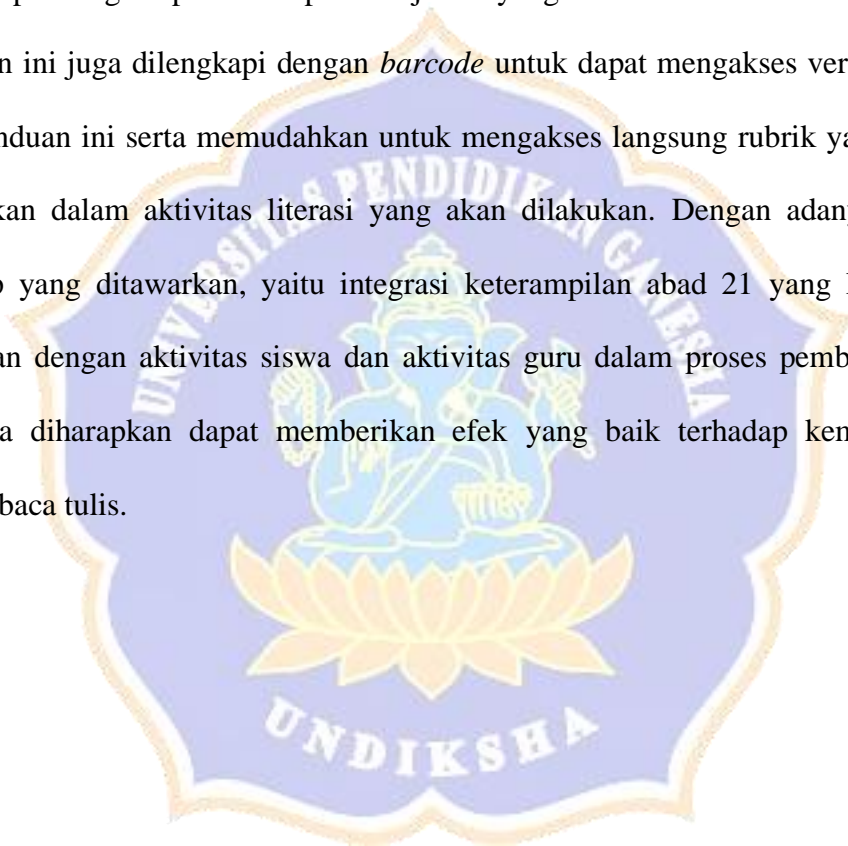 n ini juga dilengkapi dengan barcode untuk dapat mengakses ver
nduan ini serta memudahkan untuk mengakses langsung rubrik ya
kan dalam aktivitas literasi yang akan dilakukan. Dengan adany
yang ditawarkan, yaitu integrasi keterampilan abad 21 yang
an dengan aktivitas siswa dan aktivitas guru dalam proses pemb
a diharapkan dapat memberikan efek yang baik terhadap ken
baca tulis.
UNIVERSITAS PENDIDIKAN GANESHA
UNDIKSHA